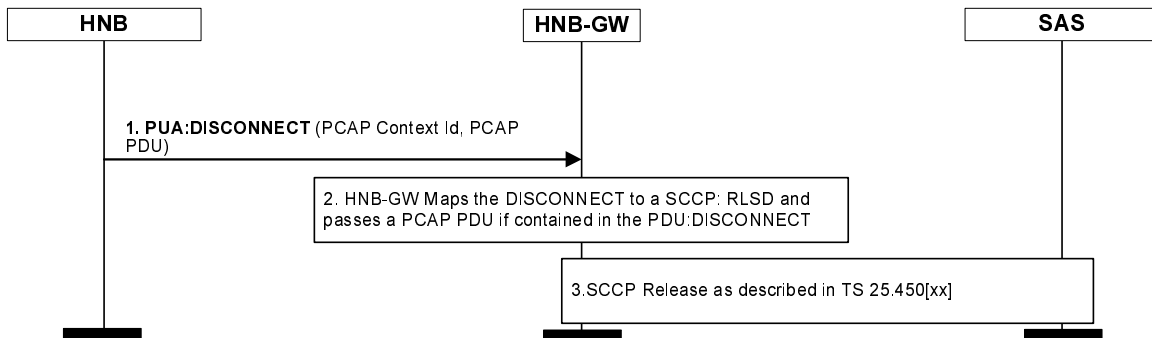 HNB
HNB-GW
SAS
1. PUA:DISCONNECT (PCAP Context Id, PCAP
PDU)
2. HNB-GW Maps the DISCONNECT to a SCCP: RLSD and
passes a PCAP PDU if contained in the PDU:DISCONNECT
3.SCCP Release as described in TS 25.450[xx]